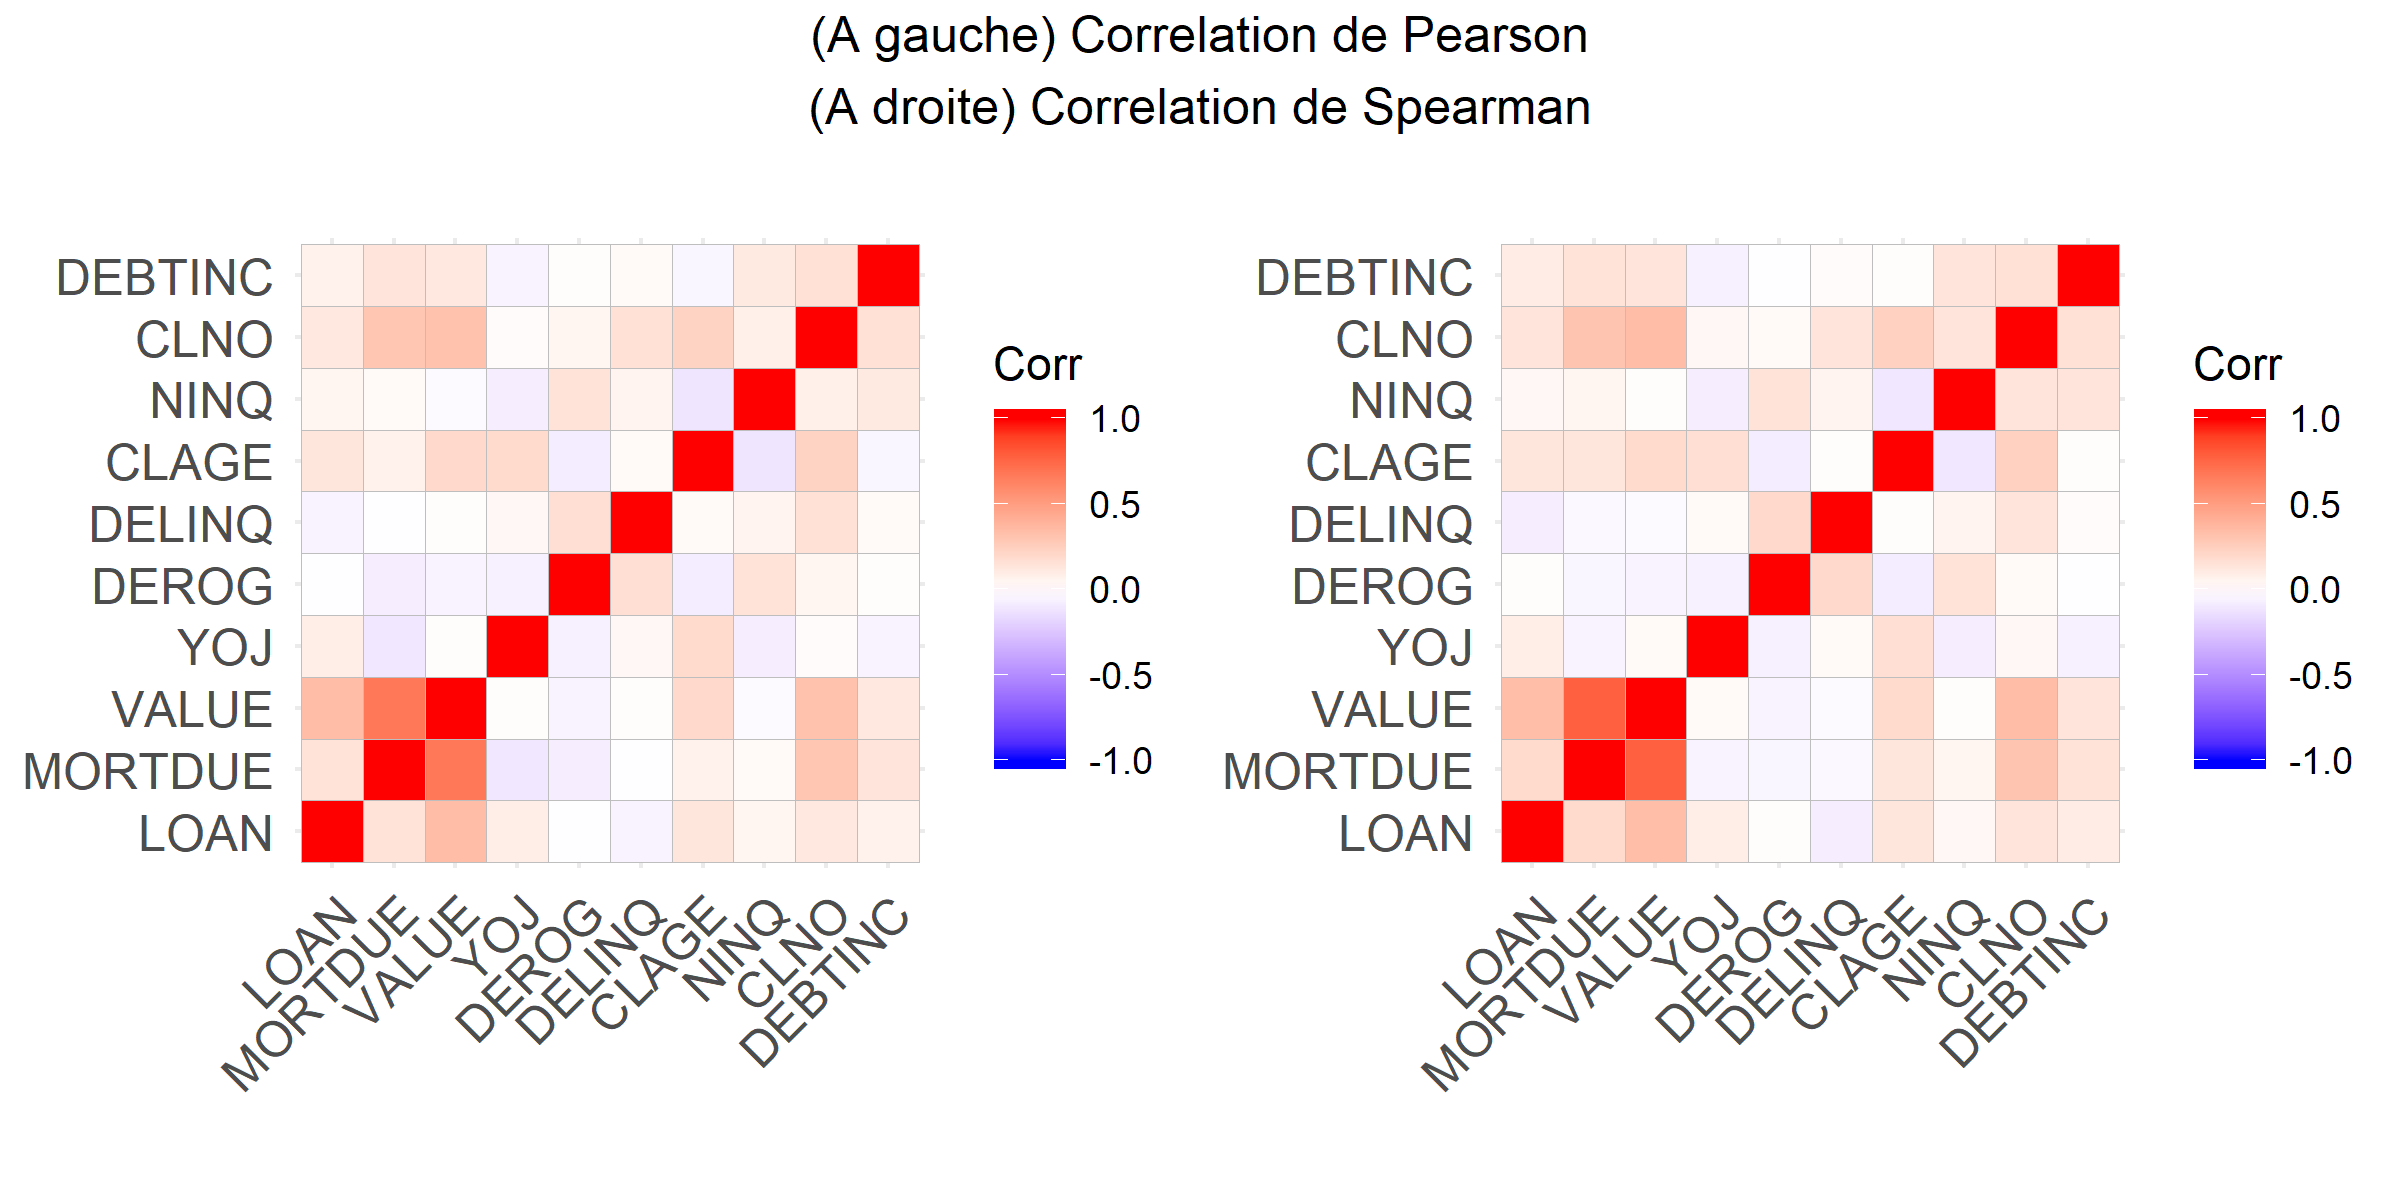 (A gauche) Correlation de Pearson
(A droite) Correlation de Spearman
DEBTINC
CLNO
NINQ
CLAGE
DELINQ
DEROG
YOJ
VALUE
MORTDUE
LOAN
LOAN
MORTDUE
VALUE
YOJ
DEROG
DELINQ
CLAGE
NINQ
CLNO
DEBTINC
Corr
1.0
0.5
0.0
-0.5
-1.0
DEBTINC
CLNO
NINQ
CLAGE
DELINQ
DEROG
YOJ
VALUE
MORTDUE
LOAN
LOAN
MORTDUE
VALUE
YOJ
DEROG
DELINQ
CLAGE
NINQ
CLNO
DEBTINC
Corr
1.0
0.5
0.0
-0.5
-1.0